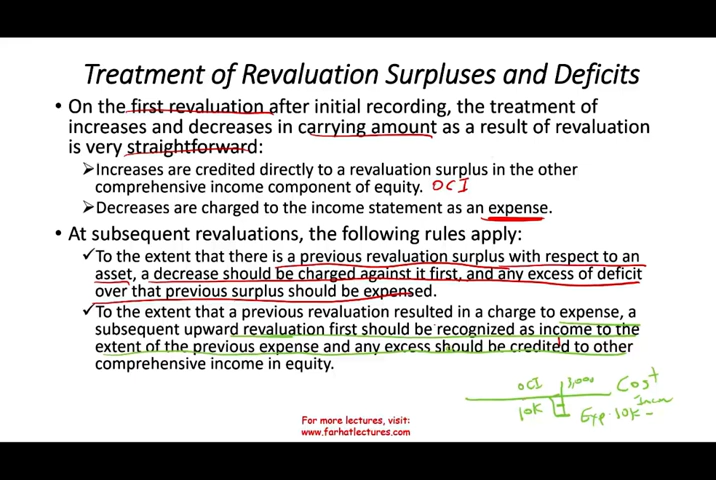 Treatment of Revaluation Surpluses and Deficits
• On the first revaluation after initial recording, the treatment of
increases and decreases in carrying amount as a result of revaluation
is very straightforward:
➢Increases are credited directly to a revaluation surplus in the other
comprehensive income component of equity. OCI
➢Decreases are charged to the income statement as an expense.
• At subsequent revaluations, the following rules apply:
✓To the extent that there is a previous revaluation surplus with respect to an
asset, a decrease should be charged against it first, and any excess of deficit
over that previous surplus should be expensed.
✓To the extent that a previous revaluation resulted in a charge to expense, a
subsequent upward revaluation first should be recognized as income to the
extent of the previous expense and any excess should be credited to other
comprehensive income in equity.
OCI 3,000 Cost
10K Exp. 10K
For more lectures, visit:
www.farhatlectures.com